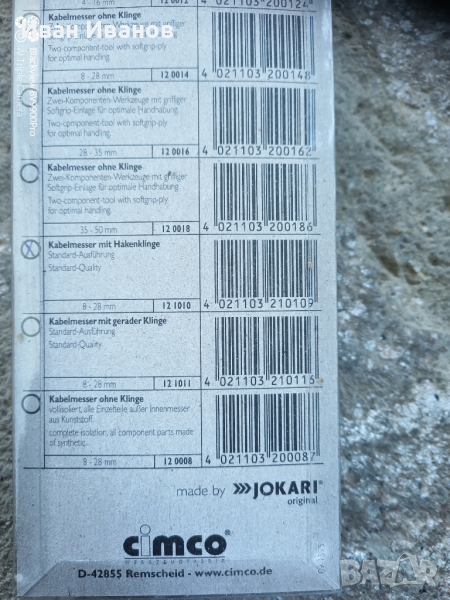 Иван Иванов
4 - 16 mm
12 0012
4 021103 200124
Kabelmesser ohne Klinge
Softgrip-Einlage für optimale Handhabung.
Two-component-tool with softgrip-ply
for optimal handling
8 - 28 mm
12 0014
4 021103 200148
Kabelmesser ohne Klinge
Zwei-Komponenten-Werkzeuge mit griffiger
Softgrip-Einlage für optimale Handhabung.
Two-component-tool with softgrip-ply
for optimal handling.
28 - 35 mm
12 0016
4 021103 200162
Kabelmesser ohne Klinge
Zwei-Komponenten-Werkzeuge mit griffiger
Softgrip-Einlage für optimale Handhabung.
Two-component-tool with softgrip-ply
for optimal handling.
35 - 50 mm
12 0018
4 021103 200186
Kabelmesser mit Hakenklinge
Standard-Ausführung
Standard-Quality
8 - 28 mm
12 1010
4 021103 210109
Kabelmesser mit gerader Klinge
Standard-Ausführung
Standard-Quality
8 - 28 mm
12 1011
4 021103 210116
Kabelmesser ohne Klinge
vollisoliert, alle Einzelteile außer Innenmesser
aus Kunststoff.
complete isolation, all component parts made
of synthetic.
8 - 28 mm
12 0008
4 021103 200087
made by JOKARI®
original
cimco®
WERKZEUGFABRIK
D-42855 Remscheid - www.cimco.de
bazar